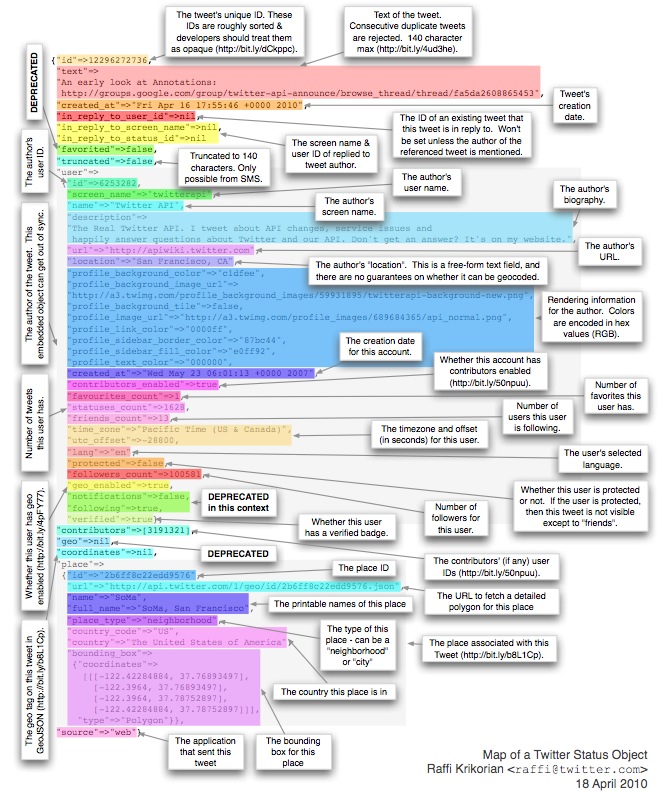 The tweet's unique ID. These
IDs are roughly sorted &
developers should treat them
as opaque (http://bit.ly/dCkppc).
Text of the tweet.
Consecutive duplicate tweets
are rejected. 140 character
max (http://bit.ly/4ud3he).
DEPRECATED
{"id"=>12296272736,
"text"=>
"An early look at Annotations:
http://groups.google.com/group/twitter-api-announce/browse_thread/thread/fa5da2608865453",
"created_at"=>"Fri Apr 16 17:55:46 +0000 2010",
Tweet's
creation
date.
"in_reply_to_user_id"=>nil,
"in_reply_to_screen_name"=>nil,
"in_reply_to_status_id"=>nil
The ID of an existing tweet that
this tweet is in reply to. Won't
be set unless the author of the
referenced tweet is mentioned.
The screen name &
user ID of replied to
tweet author.
"favorited"=>false,
"truncated"=>false,
Truncated to 140
characters. Only
possible from SMS.
The author's
user ID.
"user"=>
{"id"=>6253282,
"screen_name"=>"twitterapi",
The author's
user name.
"name"=>"Twitter API",
The author's
screen name.
The author's
biography.
"description"=>
"The Real Twitter API. I tweet about API changes, service issues and
happily answer questions about Twitter and our API. Don't get an answer? It's on my website.",
"url"=>"http://apiwiki.twitter.com",
The author's
URL.
"location"=>"San Francisco, CA",
The author's "location". This is a free-form text field, and
there are no guarantees on whether it can be geocoded.
The author of the tweet. This
embedded object can get out of sync.
"profile_background_color"=>"c1dfee",
"profile_background_image_url"=>
"http://a3.twimg.com/profile_background_images/59931895/twitterapi-background-new.png",
"profile_background_tile"=>false,
"profile_image_url"=>"http://a3.twimg.com/profile_images/689684365/api_normal.png",
"profile_link_color"=>"0000ff",
"profile_sidebar_border_color"=>"87bc44",
"profile_sidebar_fill_color"=>"e0ff92",
"profile_text_color"=>"000000",
Rendering information
for the author. Colors
are encoded in hex
values (RGB).
"created_at"=>"Wed May 23 06:01:13 +0000 2007",
The creation date
for this account.
"contributors_enabled"=>true,
Whether this account has
contributors enabled
(http://bit.ly/50npuu).
"favourites_count"=>1,
Number of
favorites this
user has.
"statuses_count"=>1628,
Number of tweets
this user has.
"friends_count"=>13,
Number of
users this user
is following.
"time_zone"=>"Pacific Time (US & Canada)",
"utc_offset"=>-28800,
The timezone and offset
(in seconds) for this user.
"lang"=>"en",
The user's selected
language.
"protected"=>false,
Whether this user is protected
or not. If the user is protected,
then this tweet is not visible
except to "friends".
"followers_count"=>100581,
Number of
followers for
this user.
"geo_enabled"=>true,
Whether this user has geo
enabled (http://bit.ly/4pFY77).
"notifications"=>false,
"following"=>true,
DEPRECATED
in this context
"verified"=>true},
Whether this user
has a verified badge.
"contributors"=>[3191321],
The contributors' (if any) user
IDs (http://bit.ly/50npuu).
"geo"=>nil,
DEPRECATED
"coordinates"=>nil,
The geo tag on this tweet in
GeoJSON (http://bit.ly/b8L1Cp).
"place"=>
{"id"=>"2b6ff8c22edd9576",
The place ID
"url"=>"http://api.twitter.com/1/geo/id/2b6ff8c22edd9576.json",
The URL to fetch a detailed
polygon for this place
"name"=>"SoMa",
"full_name"=>"SoMa, San Francisco",
The printable names of this place
"place_type"=>"neighborhood",
The type of this
place - can be a
"neighborhood"
or "city"
"country_code"=>"US",
"country"=>"The United States of America",
The country this place is in
The place associated with this
Tweet (http://bit.ly/b8L1Cp).
"bounding_box"=>
{"coordinates"=>
[[[-122.42284884, 37.76893497],
[-122.3964, 37.76893497],
[-122.3964, 37.78752897],
[-122.42284884, 37.78752897]]],
"type"=>"Polygon"}},
The bounding
box for this
place
"source"=>"web"}
The application
that sent this
tweet
Map of a Twitter Status Object
Raffi Krikorian <raffi@twitter.com>
18 April 2010